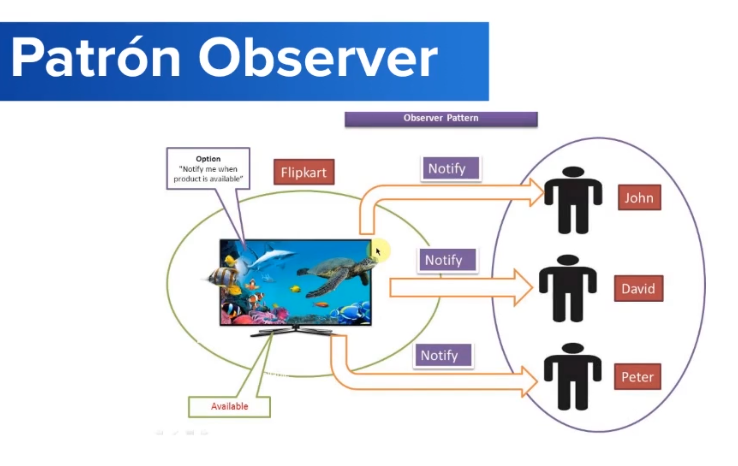 Patrón Observer
Observer Pattern
Option
"Notify me when
product is available"
Flipkart
Notify
John
Notify
David
Notify
Peter
Available